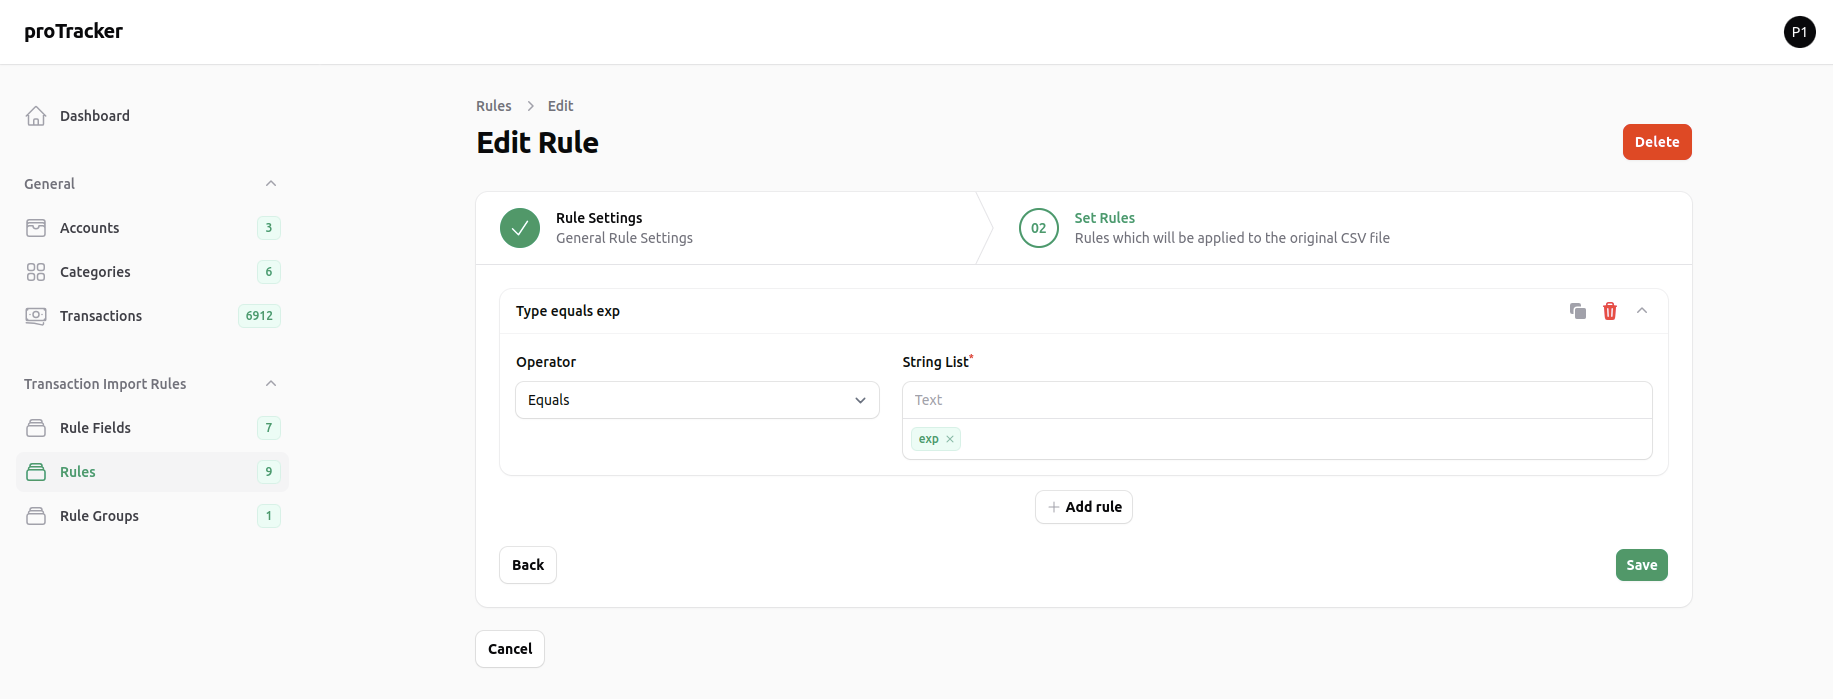 proTracker
P1
Dashboard
General
Accounts 3
Categories 6
Transactions 6912
Transaction Import Rules
Rule Fields 7
Rules 9
Rule Groups 1
Rules > Edit
Edit Rule
Delete
Rule Settings
General Rule Settings
02
Set Rules
Rules which will be applied to the original CSV file
Type equals exp
Operator
Equals
String List*
Text
exp ×
+ Add rule
Back
Save
Cancel